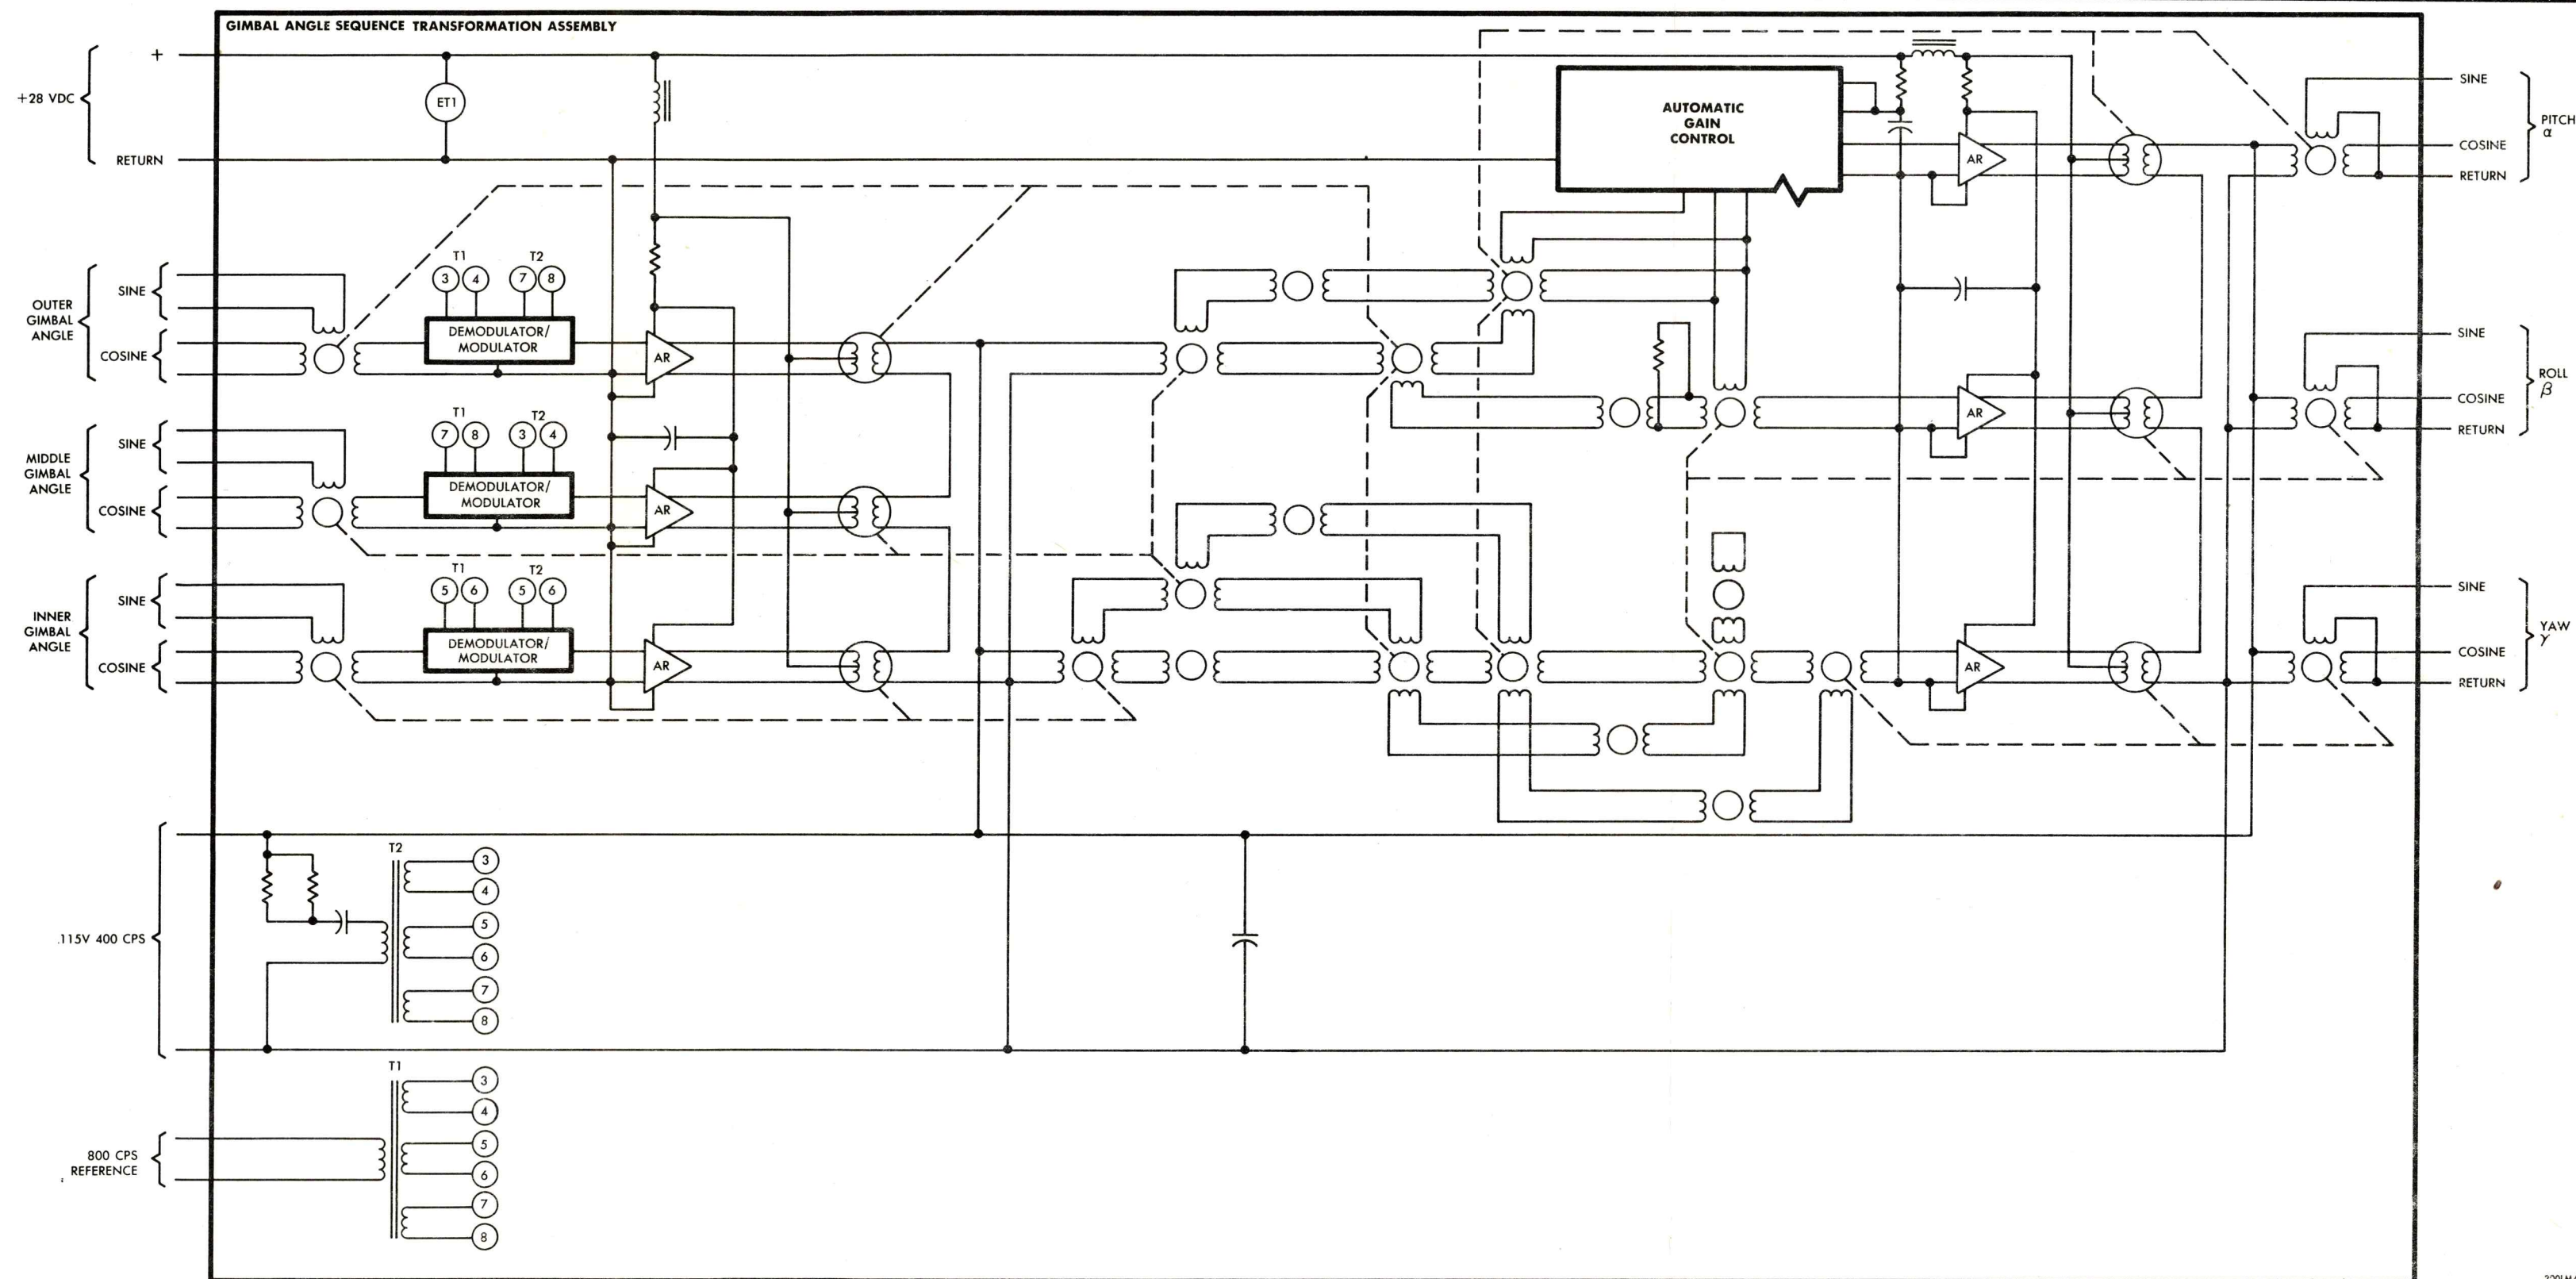 GIMBAL ANGLE SEQUENCE TRANSFORMATION ASSEMBLY
+
+28 VDC
RETURN
ET1
AUTOMATIC
GAIN
CONTROL
AR
SINE
COSINE
RETURN
PITCH
α
OUTER
GIMBAL
ANGLE
SINE
COSINE
T1
T2
3
4
7
8
DEMODULATOR/
MODULATOR
AR
AR
SINE
COSINE
RETURN
ROLL
β
MIDDLE
GIMBAL
ANGLE
SINE
COSINE
T1
T2
7
8
3
4
DEMODULATOR/
MODULATOR
AR
INNER
GIMBAL
ANGLE
SINE
COSINE
T1
T2
5
6
5
6
DEMODULATOR/
MODULATOR
AR
AR
SINE
COSINE
RETURN
YAW
γ
115V 400 CPS
T2
3
4
5
6
7
8
800 CPS
REFERENCE
T1
3
4
5
6
7
8